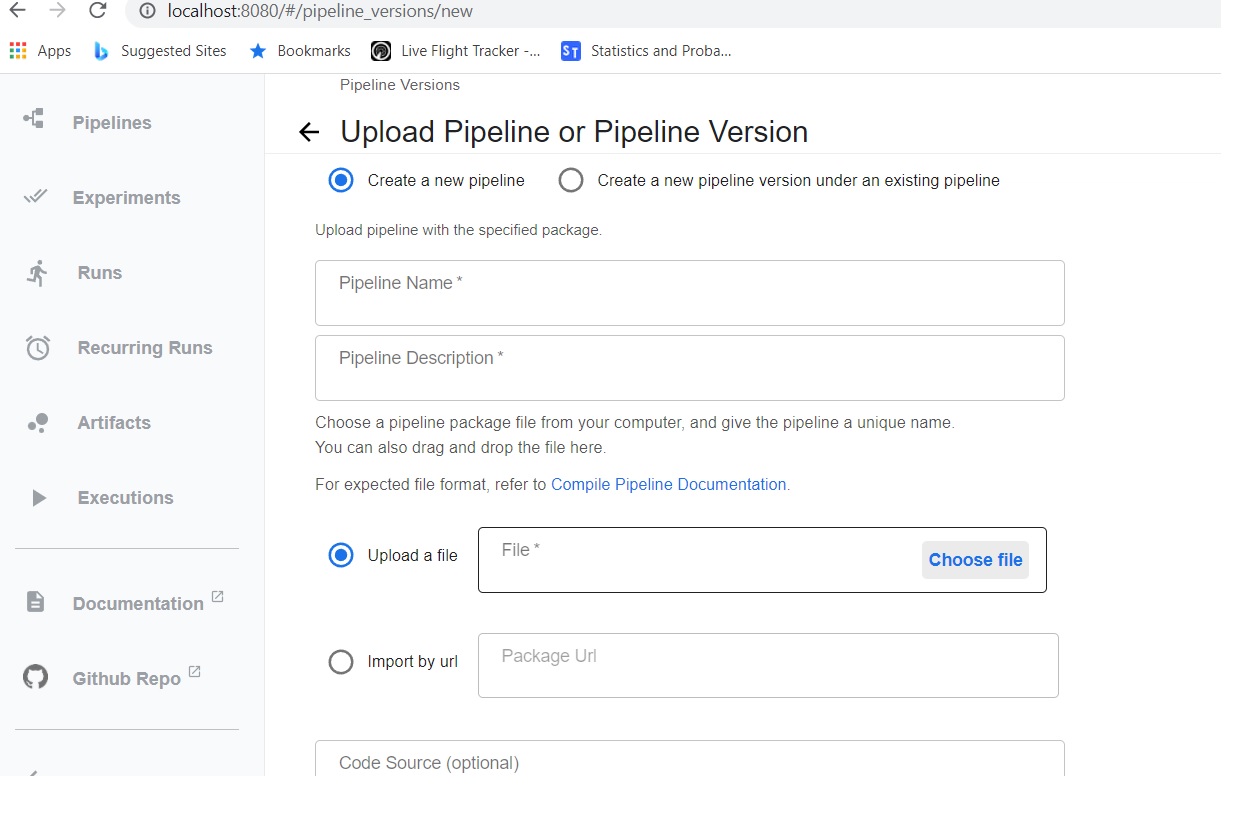 localhost:8080/#/pipeline_versions/new
Apps Suggested Sites Bookmarks Live Flight Tracker -... ST Statistics and Proba...
Pipelines
Experiments
Runs
Recurring Runs
Artifacts
Executions
Documentation
Github Repo
Pipeline Versions
Upload Pipeline or Pipeline Version
Create a new pipeline Create a new pipeline version under an existing pipeline
Upload pipeline with the specified package.
Pipeline Name *
Pipeline Description *
Choose a pipeline package file from your computer, and give the pipeline a unique name.
You can also drag and drop the file here.
For expected file format, refer to Compile Pipeline Documentation.
Upload a file File * Choose file
Import by url Package Url
Code Source (optional)